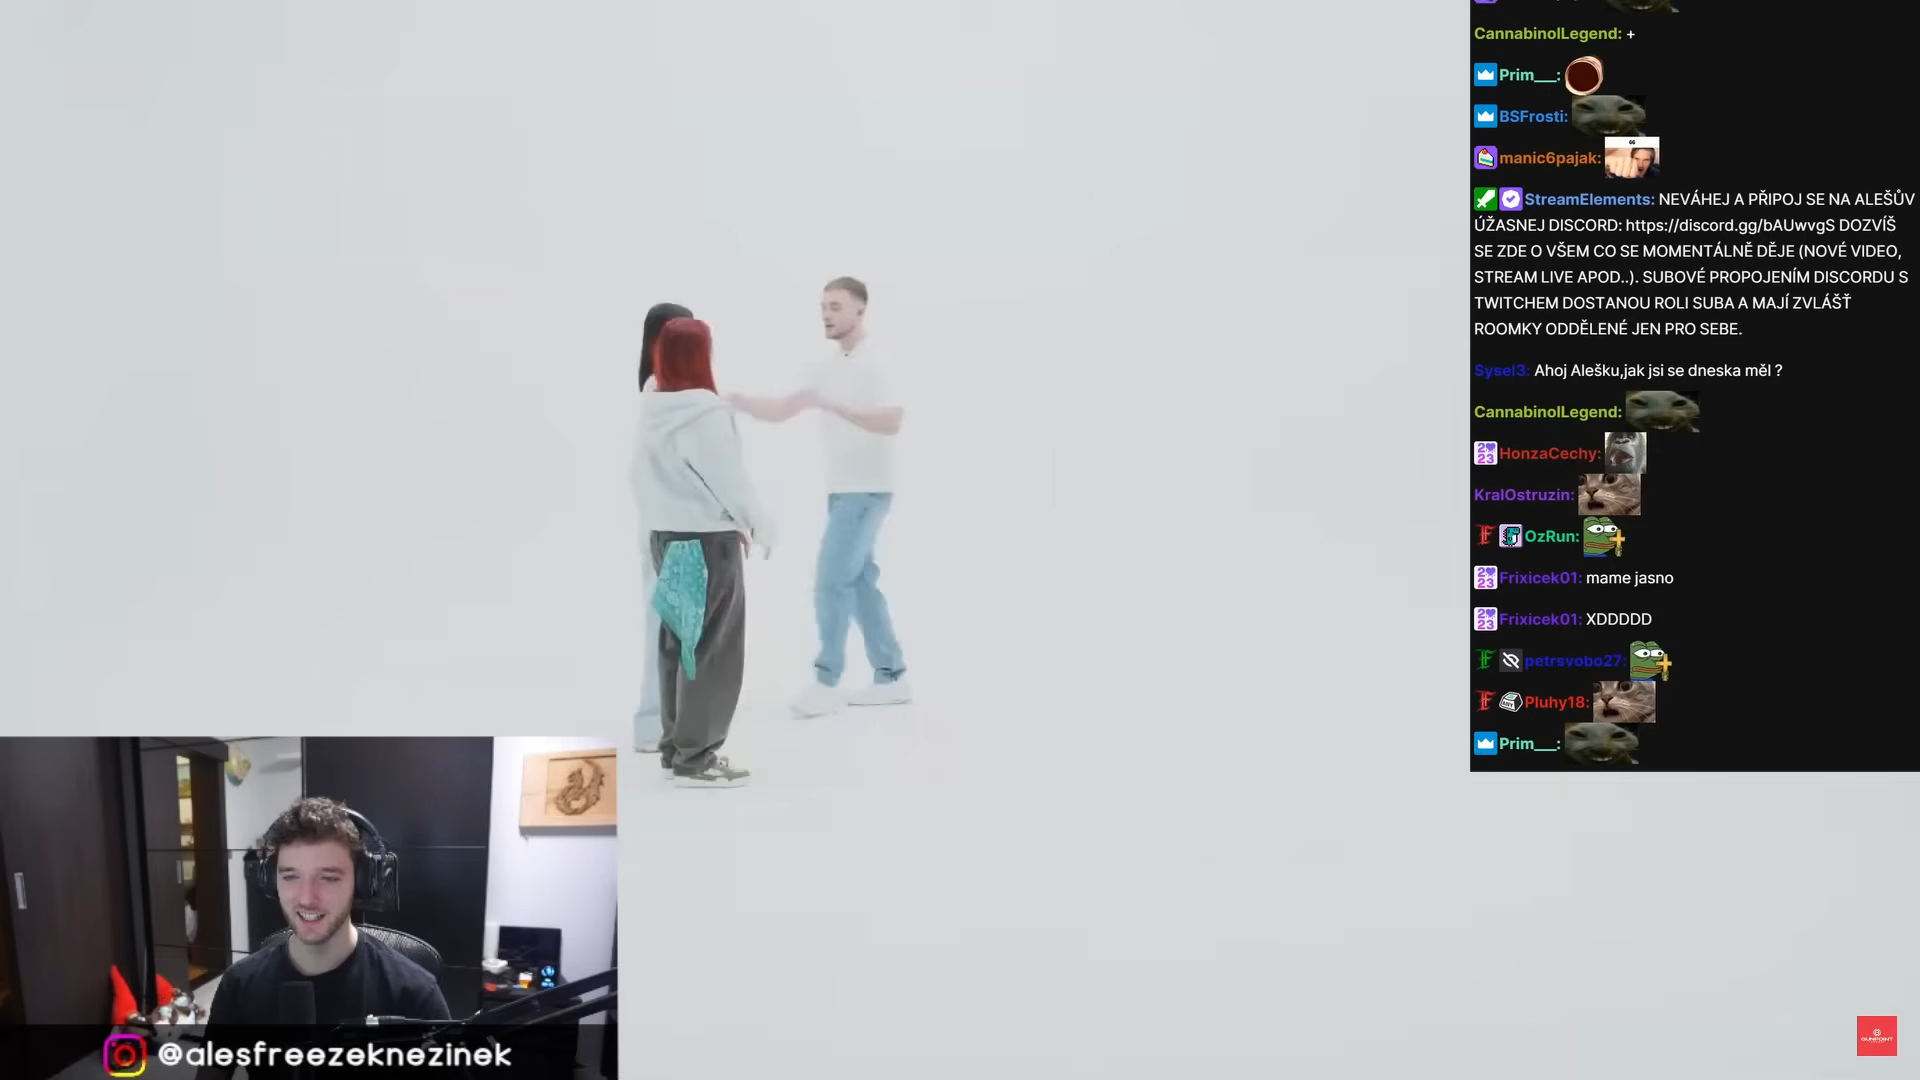 CannabinolLegend: +
Prim___:
BSFrosti:
manic6pajak:
GG
StreamElements: NEVÁHEJ A PŘIPOJ SE NA ALEŠŮV
ÚŽASNEJ DISCORD: https://discord.gg/bAUwvgS DOZVÍŠ
SE ZDE O VŠEM CO SE MOMENTÁLNĚ DĚJE (NOVÉ VIDEO,
STREAM LIVE APOD..). SUBOVÉ PROPOJENÍM DISCORDU S
TWITCHEM DOSTANOU ROLI SUBA A MAJÍ ZVLÁŠŤ
ROOMKY ODDĚLENÉ JEN PRO SEBE.
Sysel3: Ahoj Alešku,jak jsi se dneska měl ?
CannabinolLegend:
HonzaCechy:
KralOstruzin:
OzRun:
Frixicek01: mame jasno
Frixicek01: XDDDDD
petrsvobo27:
Pluhy18:
Prim___:
@alesfreezeknezinek
GUNPOINT